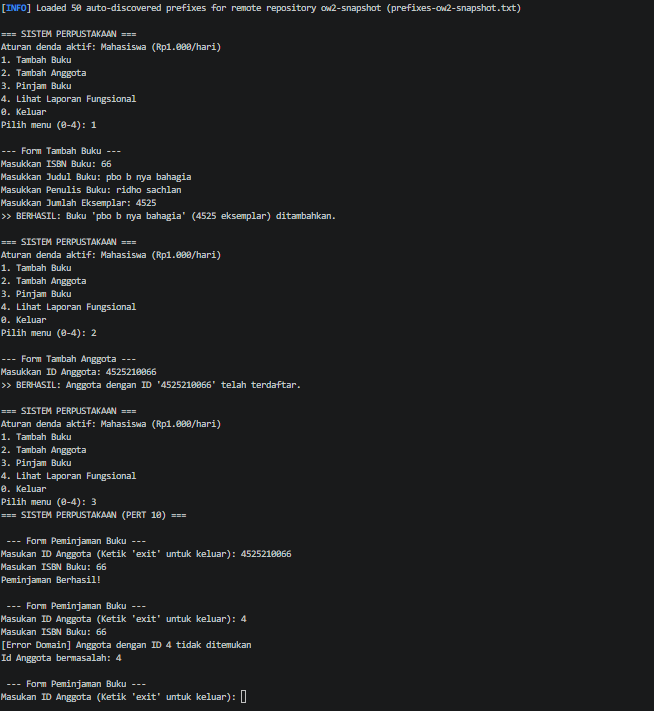 [INFO] Loaded 50 auto-discovered prefixes for remote repository ow2-snapshot (prefixes-ow2-snapshot.txt)
=== SISTEM PERPUSTAKAAN ===
Aturan denda aktif: Mahasiswa (Rp1.000/hari)
1. Tambah Buku
2. Tambah Anggota
3. Pinjam Buku
4. Lihat Laporan Fungsional
0. Keluar
Pilih menu (0-4): 1
--- Form Tambah Buku ---
Masukkan ISBN Buku: 66
Masukkan Judul Buku: pbo b nya bahagia
Masukkan Penulis Buku: ridho sachlan
Masukkan Jumlah Eksemplar: 4525
>> BERHASIL: Buku 'pbo b nya bahagia' (4525 eksemplar) ditambahkan.
=== SISTEM PERPUSTAKAAN ===
Aturan denda aktif: Mahasiswa (Rp1.000/hari)
1. Tambah Buku
2. Tambah Anggota
3. Pinjam Buku
4. Lihat Laporan Fungsional
0. Keluar
Pilih menu (0-4): 2
--- Form Tambah Anggota ---
Masukkan ID Anggota: 4525210066
>> BERHASIL: Anggota dengan ID '4525210066' telah terdaftar.
=== SISTEM PERPUSTAKAAN ===
Aturan denda aktif: Mahasiswa (Rp1.000/hari)
1. Tambah Buku
2. Tambah Anggota
3. Pinjam Buku
4. Lihat Laporan Fungsional
0. Keluar
Pilih menu (0-4): 3
=== SISTEM PERPUSTAKAAN (PERT 10) ===
--- Form Peminjaman Buku ---
Masukan ID Anggota (Ketik 'exit' untuk keluar): 4525210066
Masukan ISBN Buku: 66
Peminjaman Berhasil!
--- Form Peminjaman Buku ---
Masukan ID Anggota (Ketik 'exit' untuk keluar): 4
Masukan ISBN Buku: 66
[Error Domain] Anggota dengan ID 4 tidak ditemukan
Id Anggota bermasalah: 4
--- Form Peminjaman Buku ---
Masukan ID Anggota (Ketik 'exit' untuk keluar):